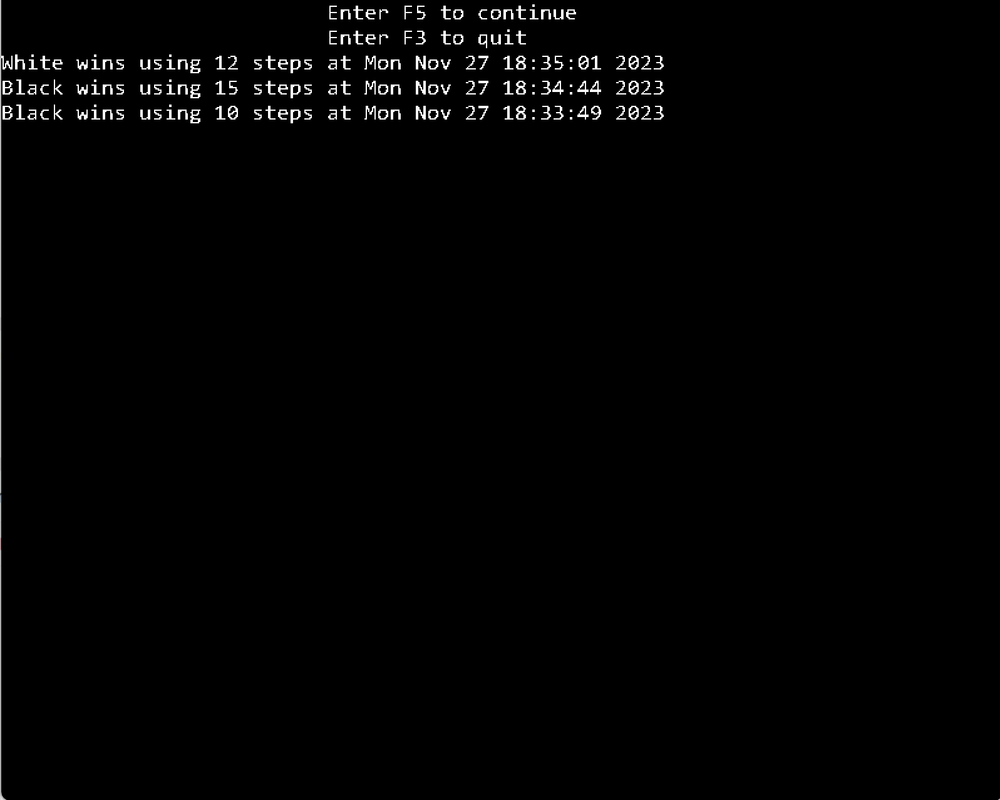 Enter F5 to continue
Enter F3 to quit
White wins using 12 steps at Mon Nov 27 18:35:01 2023
Black wins using 15 steps at Mon Nov 27 18:34:44 2023
Black wins using 10 steps at Mon Nov 27 18:33:49 2023